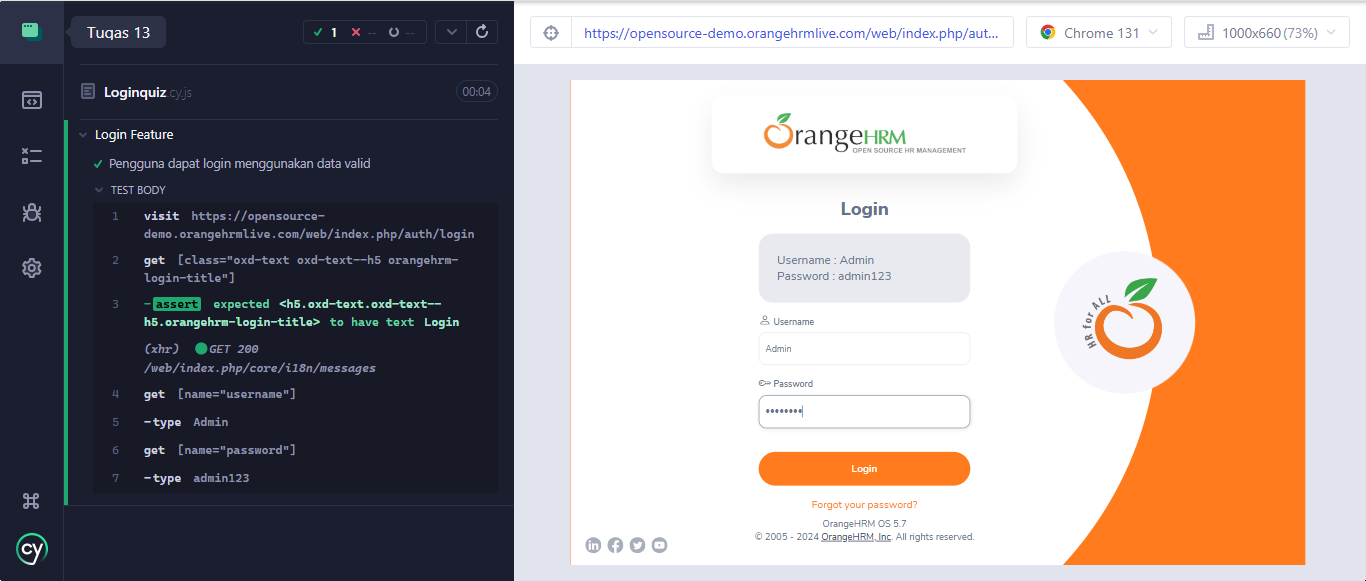 Tugas 13
1 -- --
Loginquiz.cy.js
00:04
Login Feature
Pengguna dapat login menggunakan data valid
TEST BODY
1 visit https://opensource-
demo.orangehrmlive.com/web/index.php/auth/login
2 get [class="oxd-text oxd-text--h5 orangehrm-
login-title"]
3 -assert expected <h5.oxd-text.oxd-text--
h5.orangehrm-login-title> to have text Login
(xhr) GET 200
/web/index.php/core/i18n/messages
4 get [name="username"]
5 -type Admin
6 get [name="password"]
7 -type admin123
cy
https://opensource-demo.orangehrmlive.com/web/index.php/aut...
Chrome 131
1000x660 (73%)
OrangeHRM
OPEN SOURCE HR MANAGEMENT
Login
Username : Admin
Password : admin123
Username
Admin
Password
••••••••
Login
Forgot your password?
OrangeHRM OS 5.7
© 2005 - 2024 OrangeHRM, Inc. All rights reserved.
HR for ALL